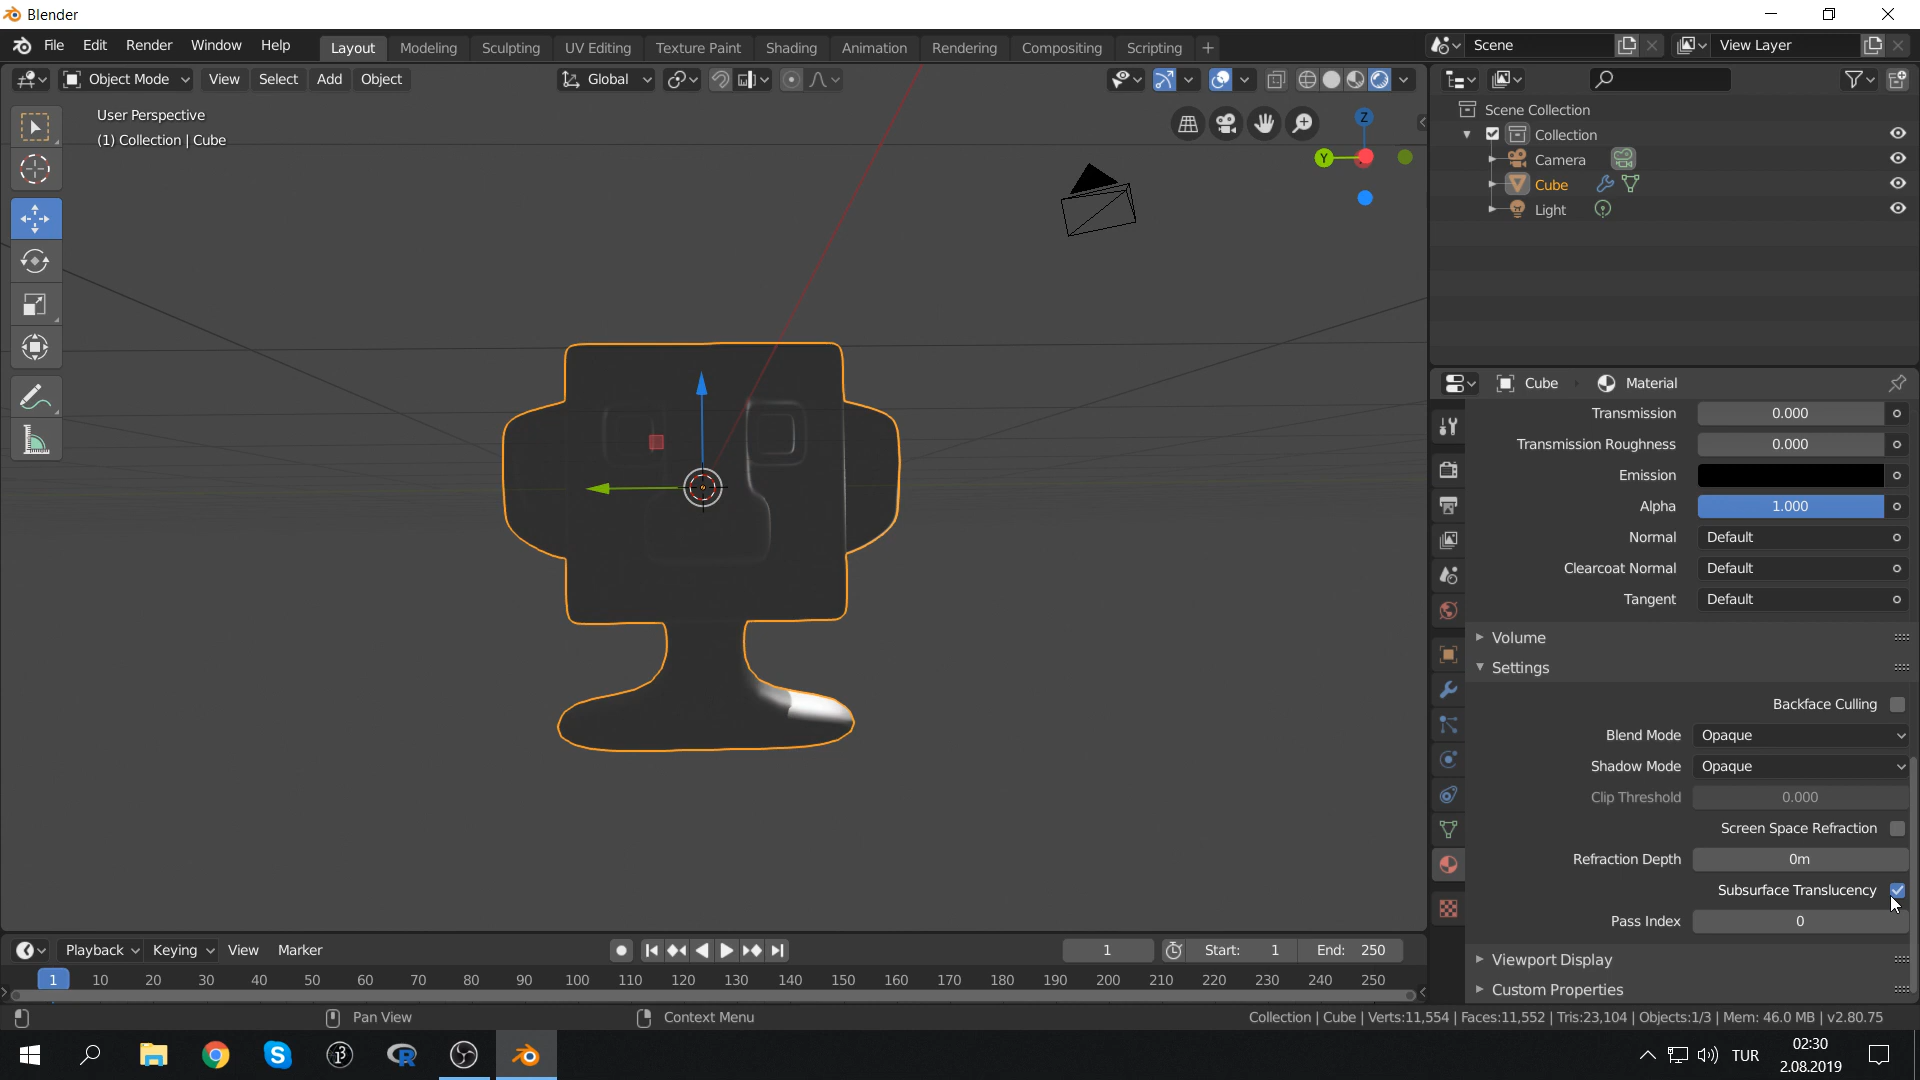 Blender
File Edit Render Window Help Layout Modeling Sculpting UV Editing Texture Paint Shading Animation Rendering Compositing Scripting + Scene View Layer
Object Mode View Select Add Object Global
User Perspective
(1) Collection | Cube
Z
Y
Scene Collection
Collection
Camera
Cube
Light
Cube Material
Transmission 0.000
Transmission Roughness 0.000
Emission
Alpha 1.000
Normal Default
Clearcoat Normal Default
Tangent Default
Volume
Settings
Backface Culling
Blend Mode Opaque
Shadow Mode Opaque
Clip Threshold 0.000
Screen Space Refraction
Refraction Depth 0m
Subsurface Translucency
Pass Index 0
Viewport Display
Custom Properties
Playback Keying View Marker 1 Start: 1 End: 250
1 10 20 30 40 50 60 70 80 90 100 110 120 130 140 150 160 170 180 190 200 210 220 230 240 250
Pan View Context Menu Collection | Cube | Verts:11,554 | Faces:11,552 | Tris:23,104 | Objects:1/3 | Mem: 46.0 MB | v2.80.75
TUR
02:30
2.08.2019